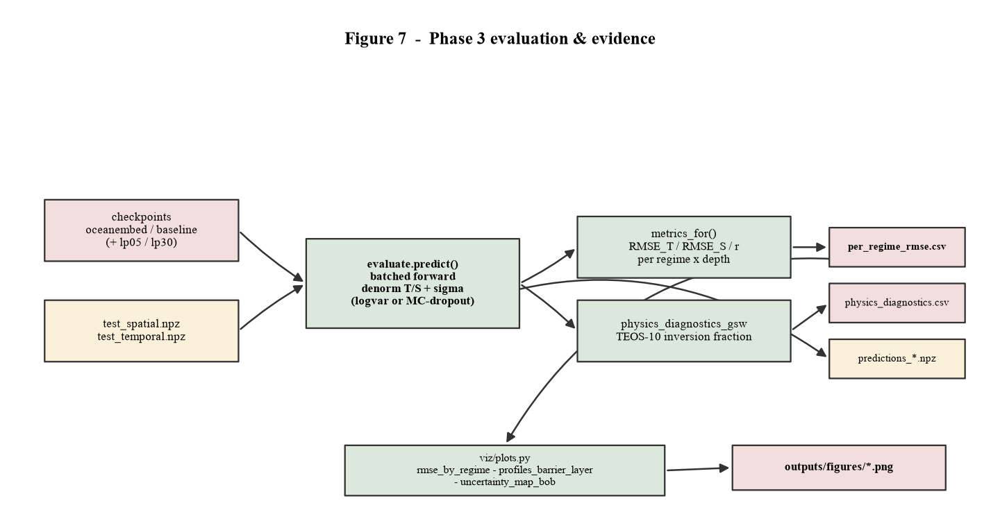 Figure 7 - Phase 3 evaluation & evidence
checkpoints
oceanembed / baseline
(+ lp05 / lp30)
test_spatial.npz
test_temporal.npz
evaluate.predict()
batched forward
denorm T/S + sigma
(logvar or MC-dropout)
metrics_for()
RMSE_T / RMSE_S / r
per regime x depth
physics_diagnostics_gsw
TEOS-10 inversion fraction
per_regime_rmse.csv
physics_diagnostics.csv
predictions_*.npz
viz/plots.py
rmse_by_regime - profiles_barrier_layer
- uncertainty_map_bob
outputs/figures/*.png